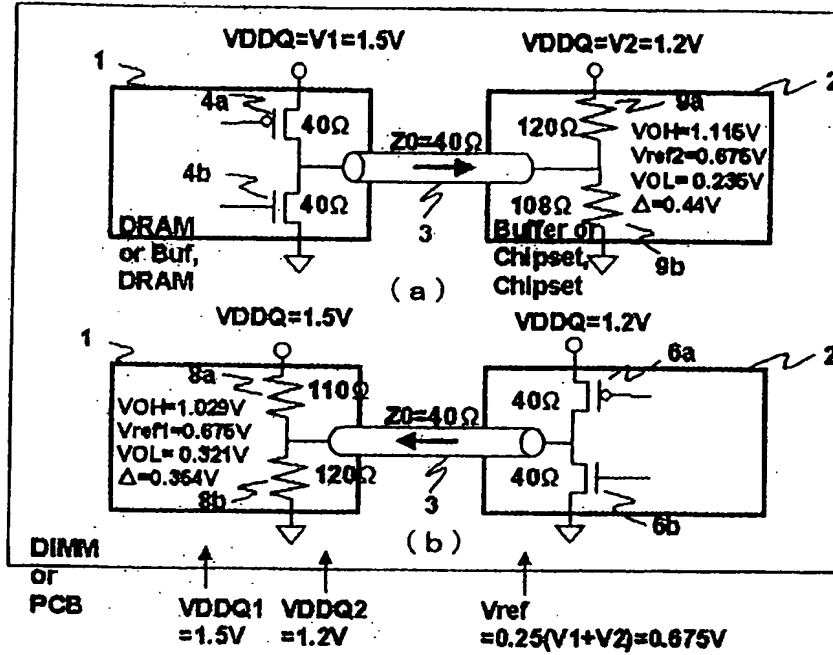 VDDQ=V1=1.5V
VDDQ=V2=1.2V
1
2
4a
40Ω
4b
40Ω
DRAM
or Buf,
DRAM
Z0=40Ω
3
9a
120Ω
VOH=1.115V
Vref2=0.675V
VOL=0.235V
Δ=0.44V
108Ω
9b
Buffer or
Chipset,
Chipset
(a)
VDDQ=1.5V
VDDQ=1.2V
1
2
8a
110Ω
VOH=1.029V
Vref1=0.675V
VOL=0.321V
Δ=0.354V
120Ω
8b
Z0=40Ω
3
6a
40Ω
40Ω
6b
(b)
DIMM
or
PCB
VDDQ1
=1.5V
VDDQ2
=1.2V
Vref
=0.25(V1+V2)=0.675V